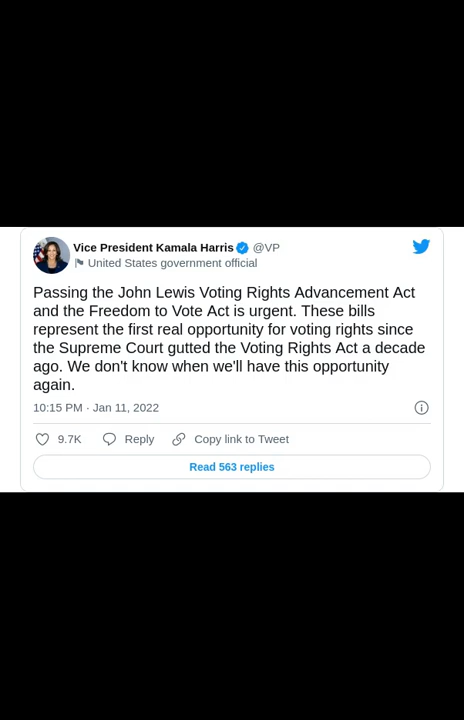 Vice President Kamala Harris @VP
United States government official
Passing the John Lewis Voting Rights Advancement Act
and the Freedom to Vote Act is urgent. These bills
represent the first real opportunity for voting rights since
the Supreme Court gutted the Voting Rights Act a decade
ago. We don't know when we'll have this opportunity
again.
10:15 PM · Jan 11, 2022
9.7K Reply Copy link to Tweet
Read 563 replies